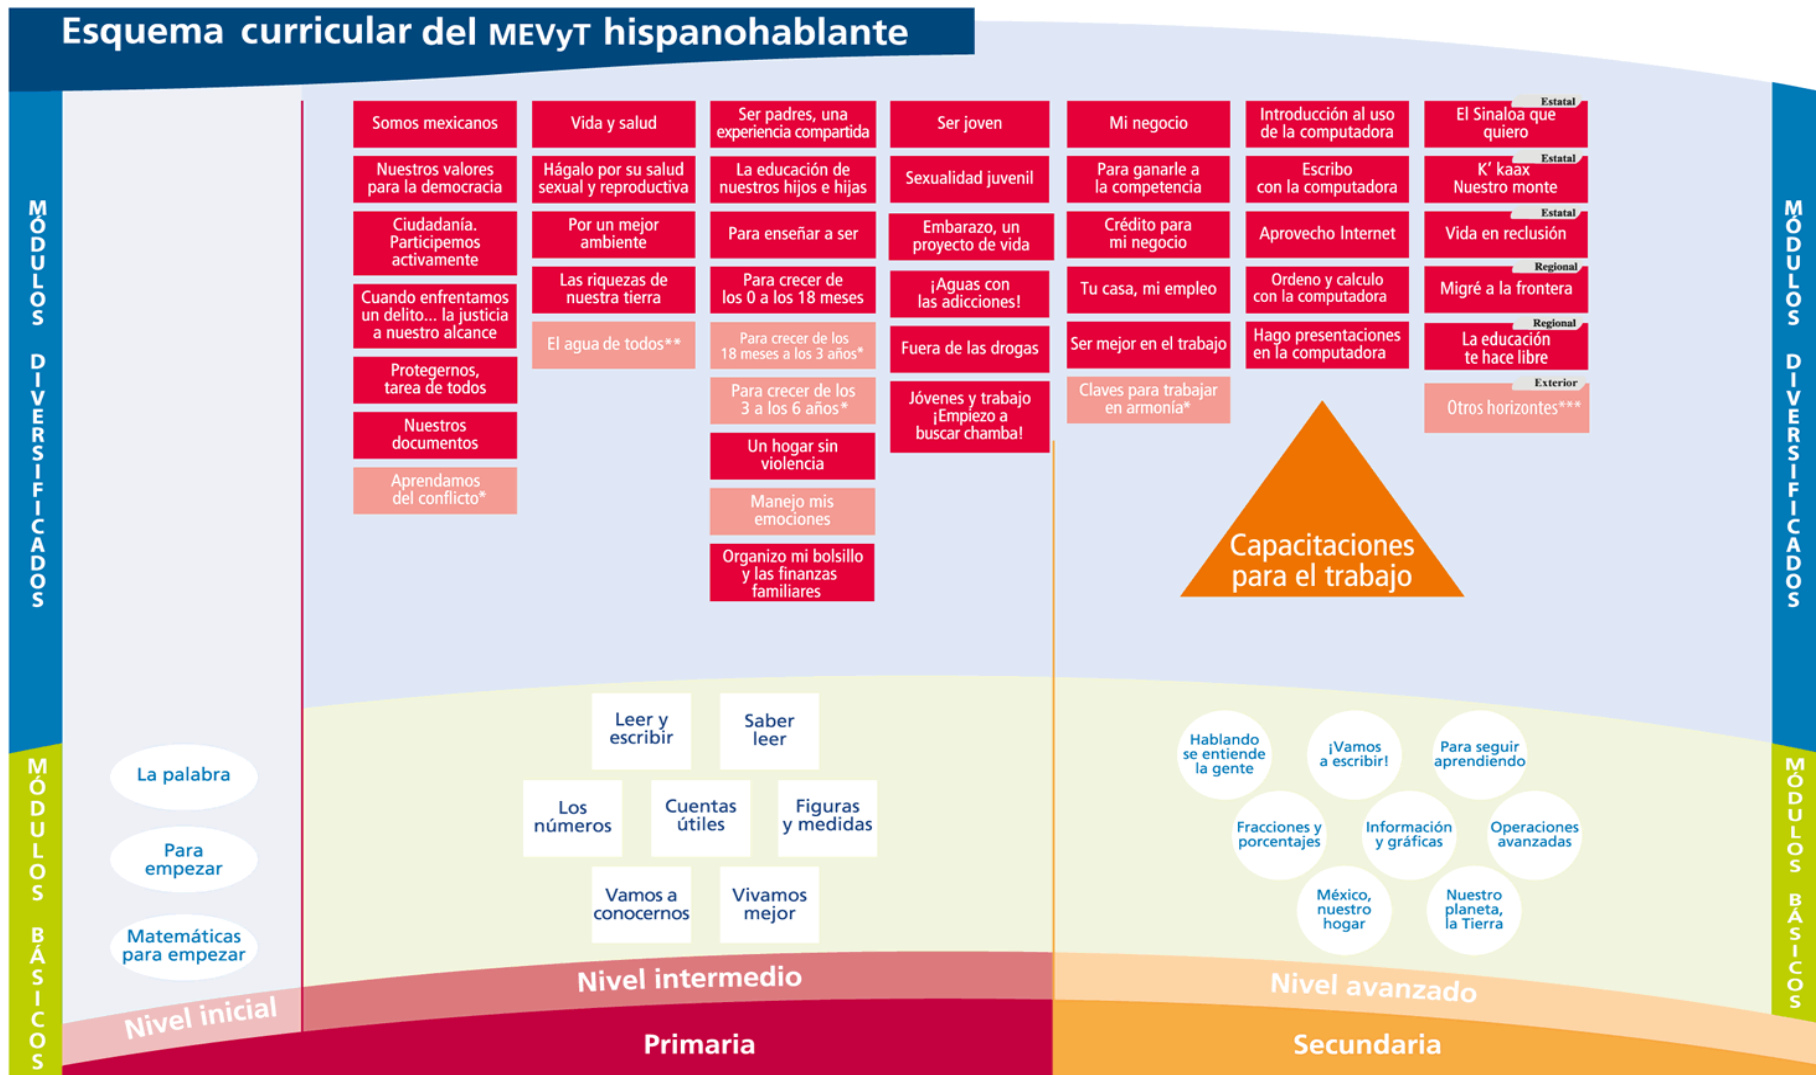 Esquema curricular del MEVyT hispanohablante
MÓDULOS DIVERSIFICADOS
MÓDULOS BÁSICOS
Somos mexicanos
Nuestros valores
para la democracia
Ciudadanía.
Participemos
activamente
Cuando enfrentamos
un delito... la justicia
a nuestro alcance
Protegernos,
tarea de todos
Nuestros
documentos
Aprendamos
del conflicto*
Vida y salud
Hágalo por su salud
sexual y reproductiva
Por un mejor
ambiente
Las riquezas de
nuestra tierra
El agua de todos**
Ser padres, una
experiencia compartida
La educación de
nuestros hijos e hijas
Para enseñar a ser
Para crecer de
los 0 a los 18 meses
Para crecer de los
18 meses a los 3 años*
Para crecer de los
3 a los 6 años*
Un hogar sin
violencia
Manejo mis
emociones
Organizo mi bolsillo
y las finanzas
familiares
Ser joven
Sexualidad juvenil
Embarazo, un
proyecto de vida
¡Aguas con
las adicciones!
Fuera de las drogas
Jóvenes y trabajo
¡Empiezo a
buscar chamba!
Mi negocio
Para ganarle a
la competencia
Crédito para
mi negocio
Tu casa, mi empleo
Ser mejor en el trabajo
Claves para trabajar
en armonía*
Introducción al uso
de la computadora
Escribo
con la computadora
Aprovecho Internet
Ordeno y calculo
con la computadora
Hago presentaciones
en la computadora
Estatal
El Sinaloa que
quiero
Estatal
K' kaax
Nuestro monte
Estatal
Vida en reclusión
Regional
Migré a la frontera
Regional
La educación
te hace libre
Exterior
Otros horizontes***
Capacitaciones
para el trabajo
La palabra
Para
empezar
Matemáticas
para empezar
Leer y
escribir
Saber
leer
Los
números
Cuentas
útiles
Figuras
y medidas
Vamos a
conocernos
Vivamos
mejor
Hablando
se entiende
la gente
¡Vamos
a escribir!
Para seguir
aprendiendo
Fracciones y
porcentajes
Información
y gráficas
Operaciones
avanzadas
México,
nuestro
hogar
Nuestro
planeta,
la Tierra
Nivel inicial
Nivel intermedio
Nivel avanzado
Primaria
Secundaria
MÓDULOS DIVERSIFICADOS
MÓDULOS BÁSICOS